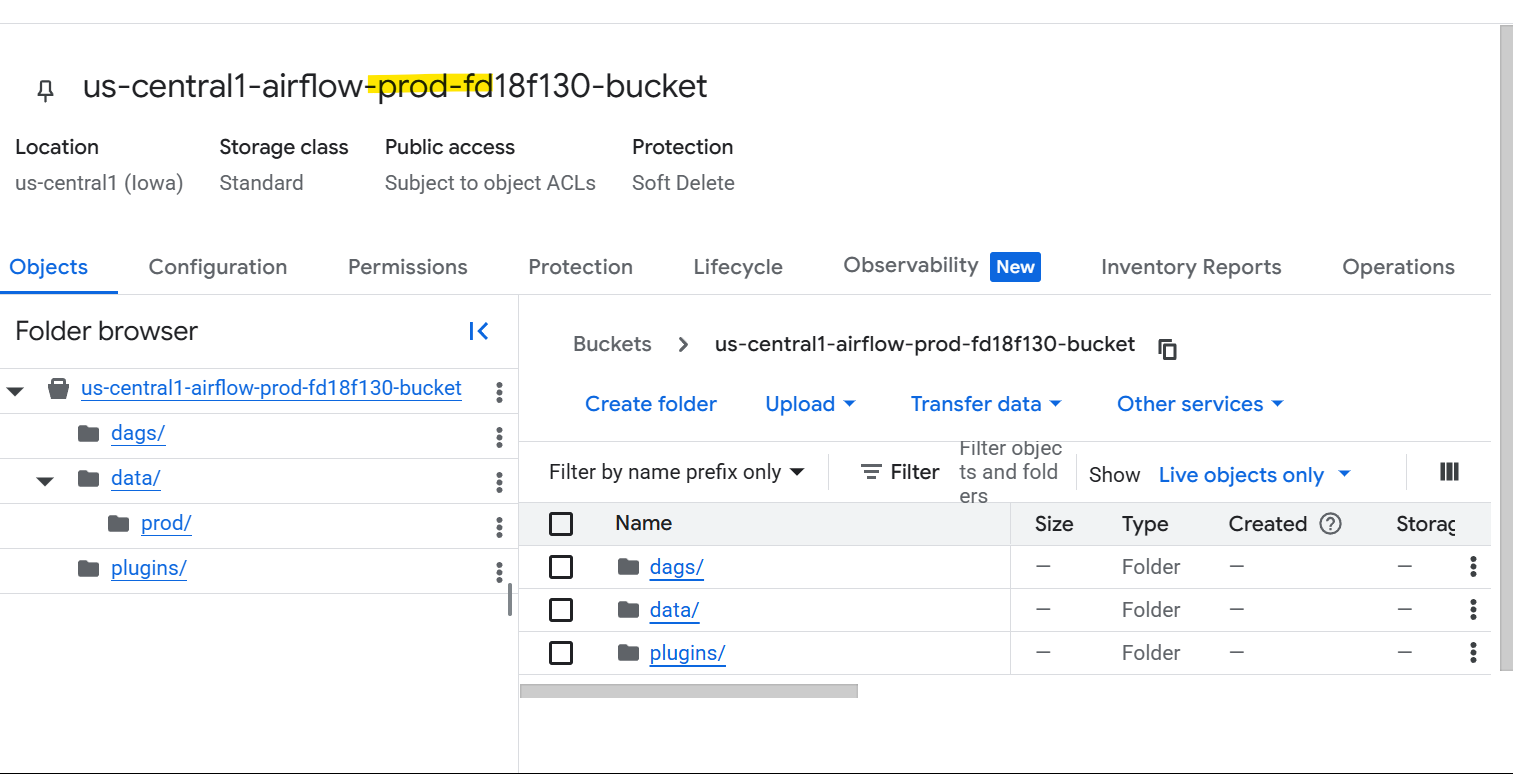 us-central1-airflow-prod-fd18f130-bucket
Location Storage class Public access Protection
us-central1 (Iowa) Standard Subject to object ACLs Soft Delete
Objects Configuration Permissions Protection Lifecycle Observability New Inventory Reports Operations
Folder browser
us-central1-airflow-prod-fd18f130-bucket
dags/
data/
prod/
plugins/
Buckets > us-central1-airflow-prod-fd18f130-bucket
Create folder Upload Transfer data Other services
Filter by name prefix only Filter Filter objec
ts and fold
ers
Show Live objects only
Name Size Type Created Storag
dags/ — Folder — —
data/ — Folder — —
plugins/ — Folder — —